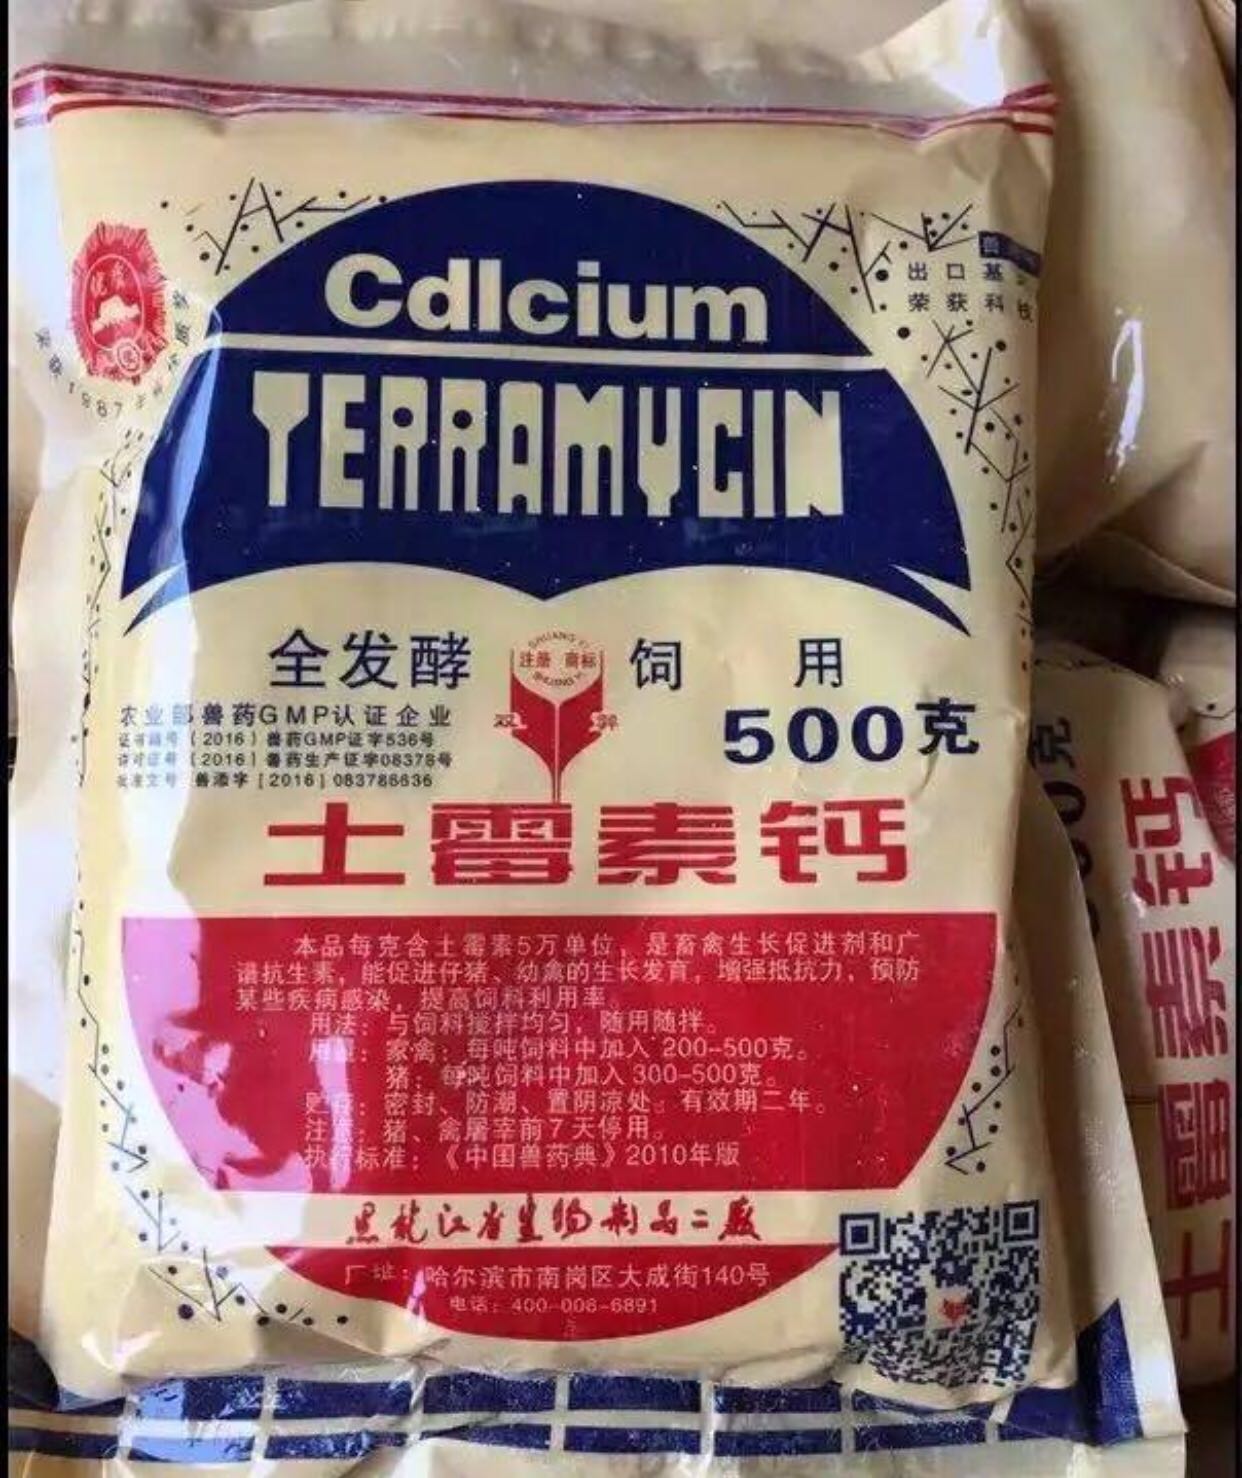 Cdlcium
TERRAMYCIN
出口基
荣获科技
1987年
全发酵
饲 用
注册 商标
双
农业部兽药GMP认证企业
证书编号（2016）兽药GMP证字536号
许可证号（2016）兽药生产证字08378号
批准文号 兽添字[2016]083786636
500克
土霉素钙
本品每克含土霉素5万单位，是畜禽生长促进剂和广
谱抗生素，能促进仔猪、幼禽的生长发育，增强抵抗力，预防
某些疾病感染，提高饲料利用率。
用法：与饲料搅拌均匀，随用随拌。
用量：家禽：每吨饲料中加入200-500克。
猪：每吨饲料中加入300-500克。
贮存：密封、防潮、置阴凉处。有效期二年。
注意：猪、禽屠宰前7天停用。
执行标准：《中国兽药典》2010年版
黑龙江省生物制品二厂
厂址：哈尔滨市南岗区大成街140号
电话：400-006-6891
土霉素钙